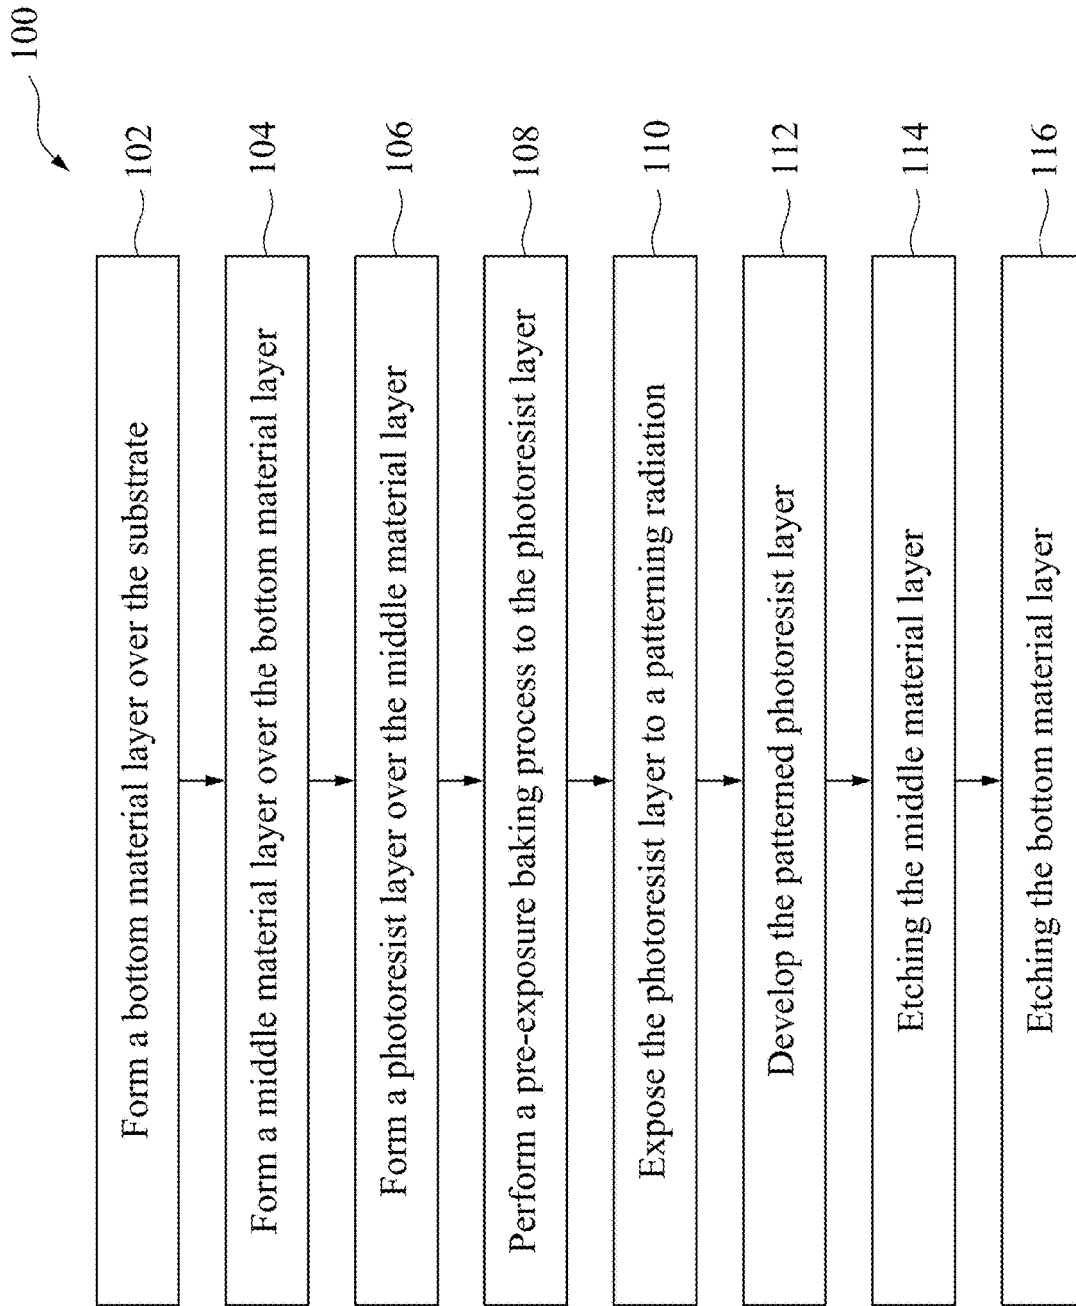 100
Form a bottom material layer over the substrate
102
Form a middle material layer over the bottom material layer
104
Form a photoresist layer over the middle material layer
106
Perform a pre-exposure baking process to the photoresist layer
108
Expose the photoresist layer to a patterning radiation
110
Develop the patterned photoresist layer
112
Etching the middle material layer
114
Etching the bottom material layer
116